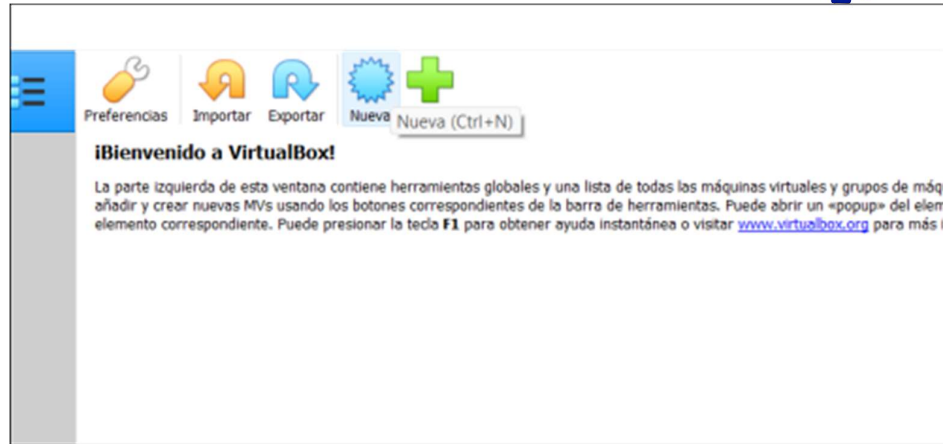 Preferencias Importar Exportar Nueva
Nueva (Ctrl+N)
¡Bienvenido a VirtualBox!
La parte izquierda de esta ventana contiene herramientas globales y una lista de todas las máquinas virtuales y grupos de
añadir y crear nuevas MVs usando los botones correspondientes de la barra de herramientas. Puede abrir un «popup» del
elemento correspondiente. Puede presionar la tecla F1 para obtener ayuda instantánea o visitar www.virtualbox.org para más